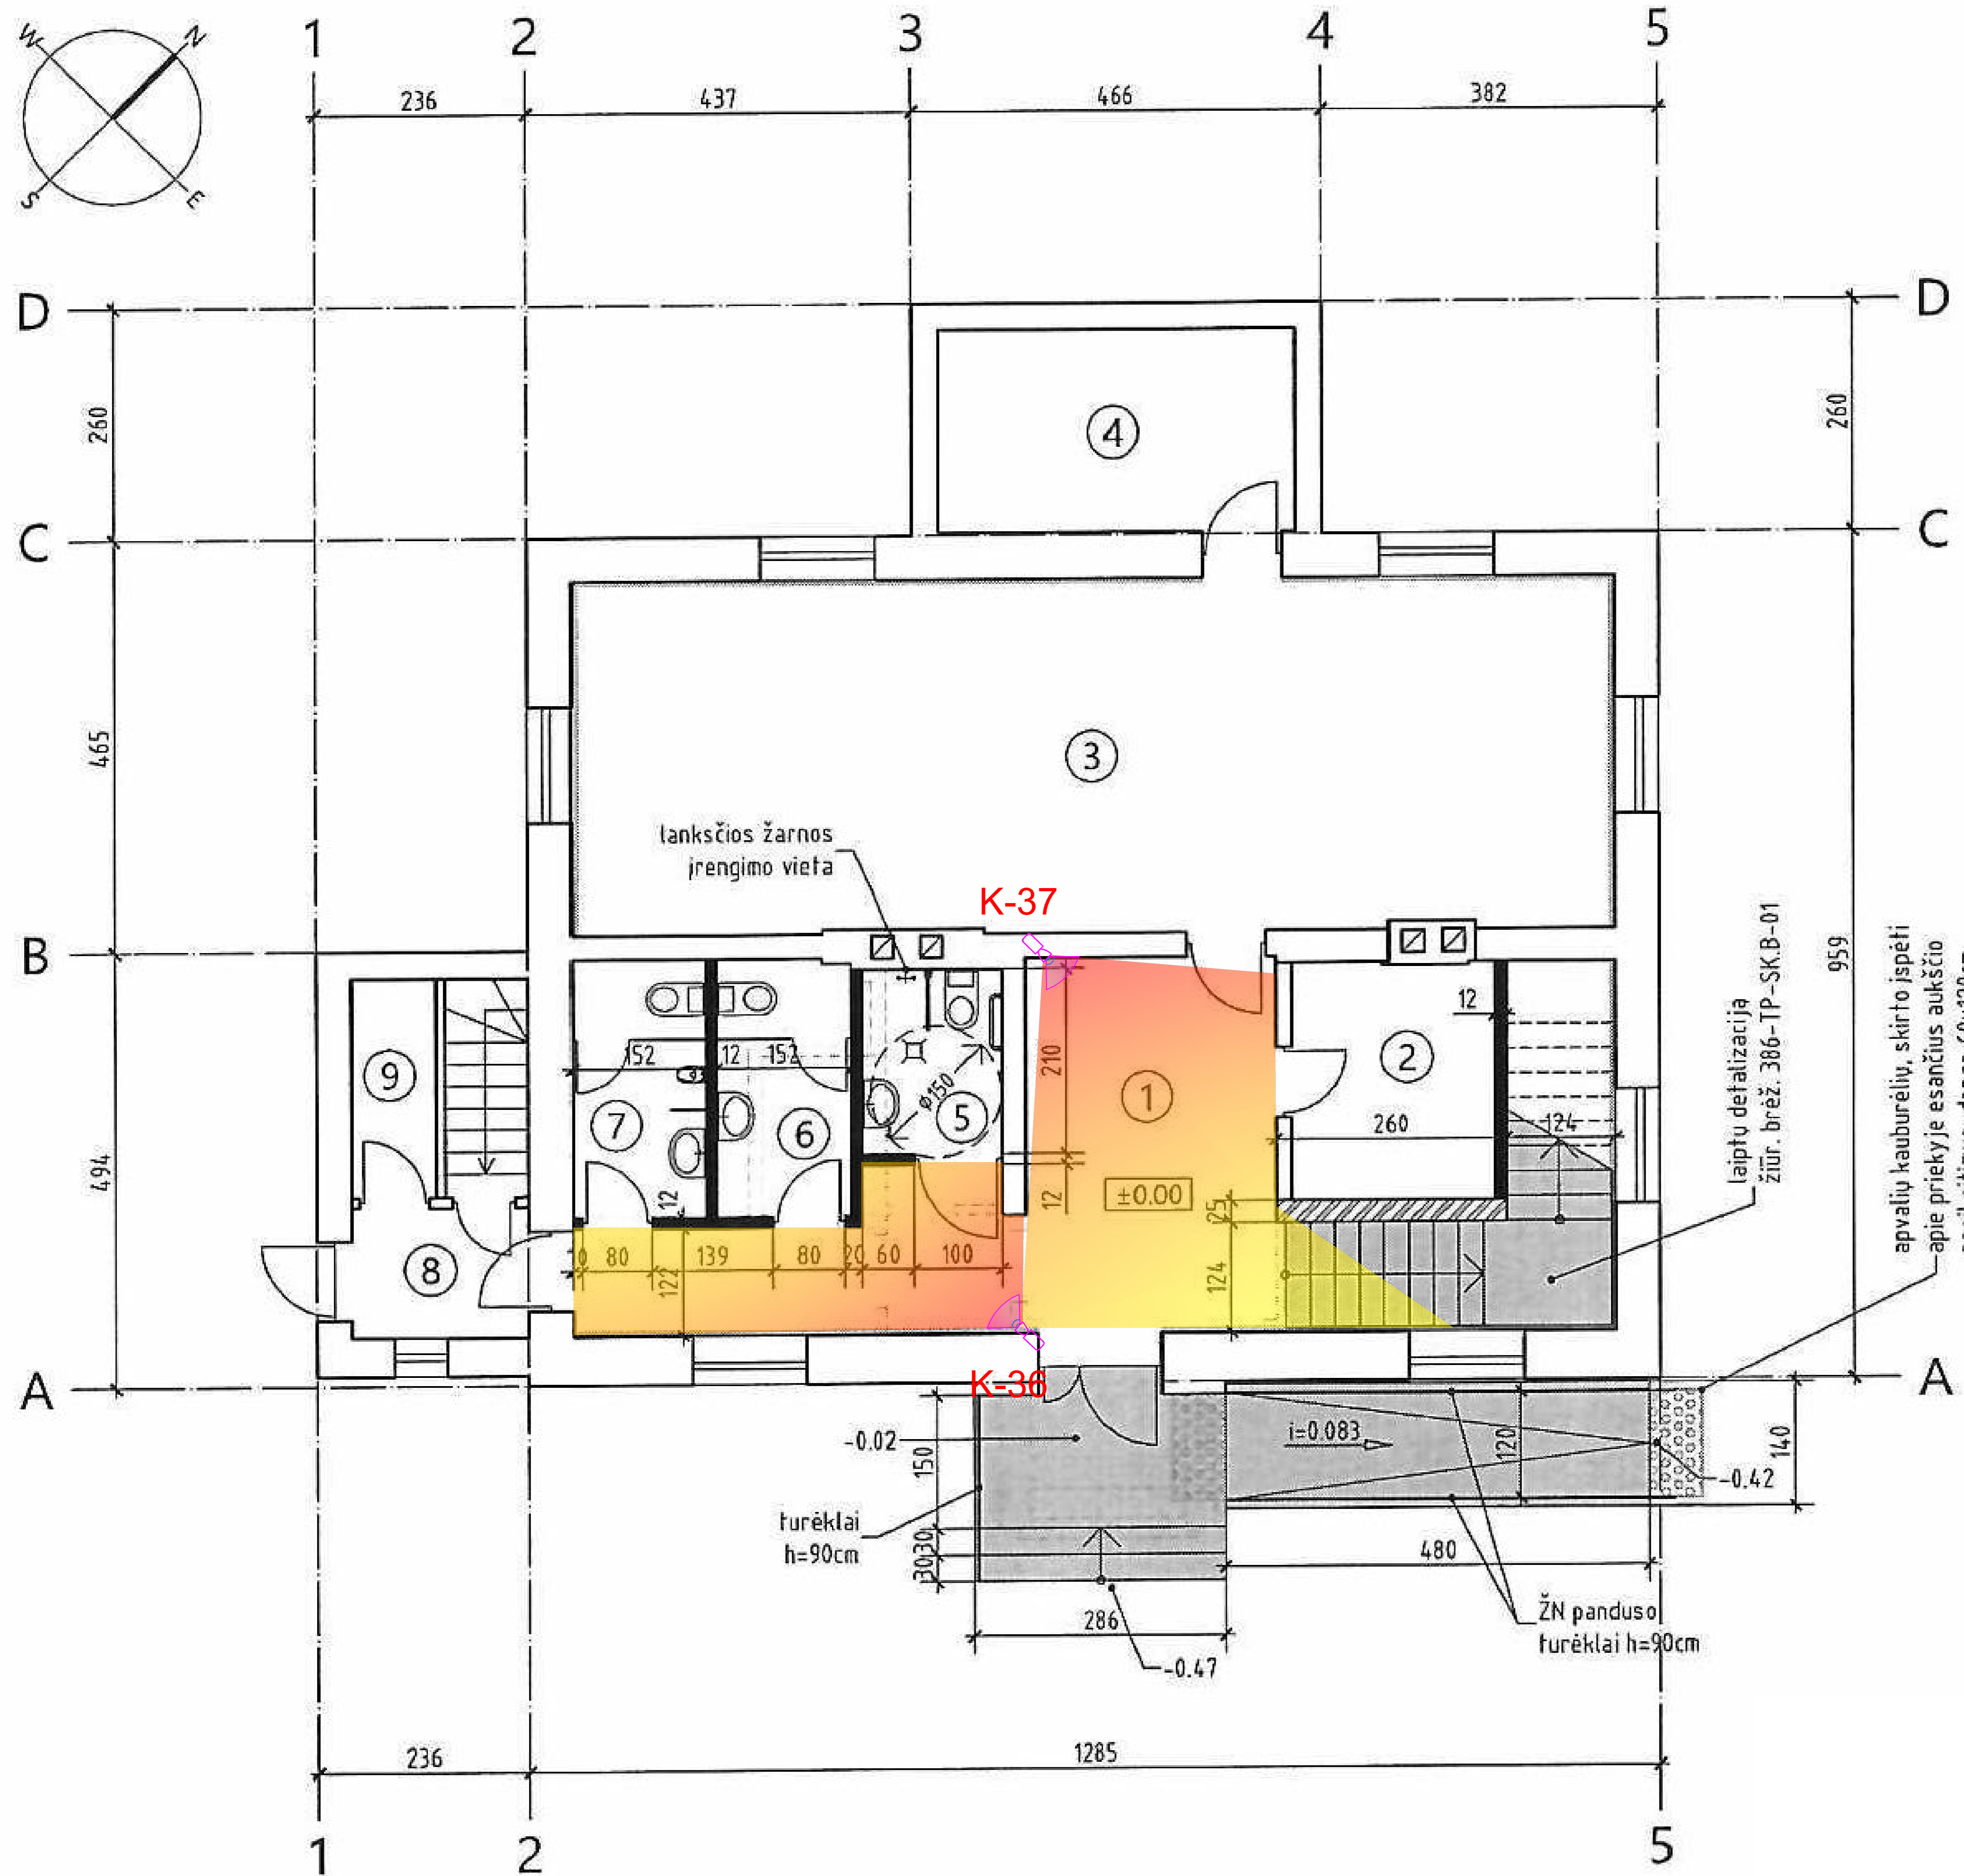 W
N
S
E
1
2
3
4
5
236
437
466
382
D
D
260
260
4
C
C
465
3
lanksčios žarnos
įrengimo vieta
K-37
B
B
959
laiptų detalizaciją
žiūr. brėž. 386-TP-SK.B-01
apvalių kauburėlių, skirto įspėti
apie priekyje esančius aukščio
12
9
152
12
152
210
1
2
Ø150
5
7
6
260
124
494
12
12
±0.00
25
8
0
80
139
80
20
60
100
122
124
A
K-36
A
-0.02
150
i=0.083
120
140
-0.42
turėklai
h=90cm
30
30
480
286
ŽN panduso
turėklai h=90cm
-0.47
236
1285
1
2
5